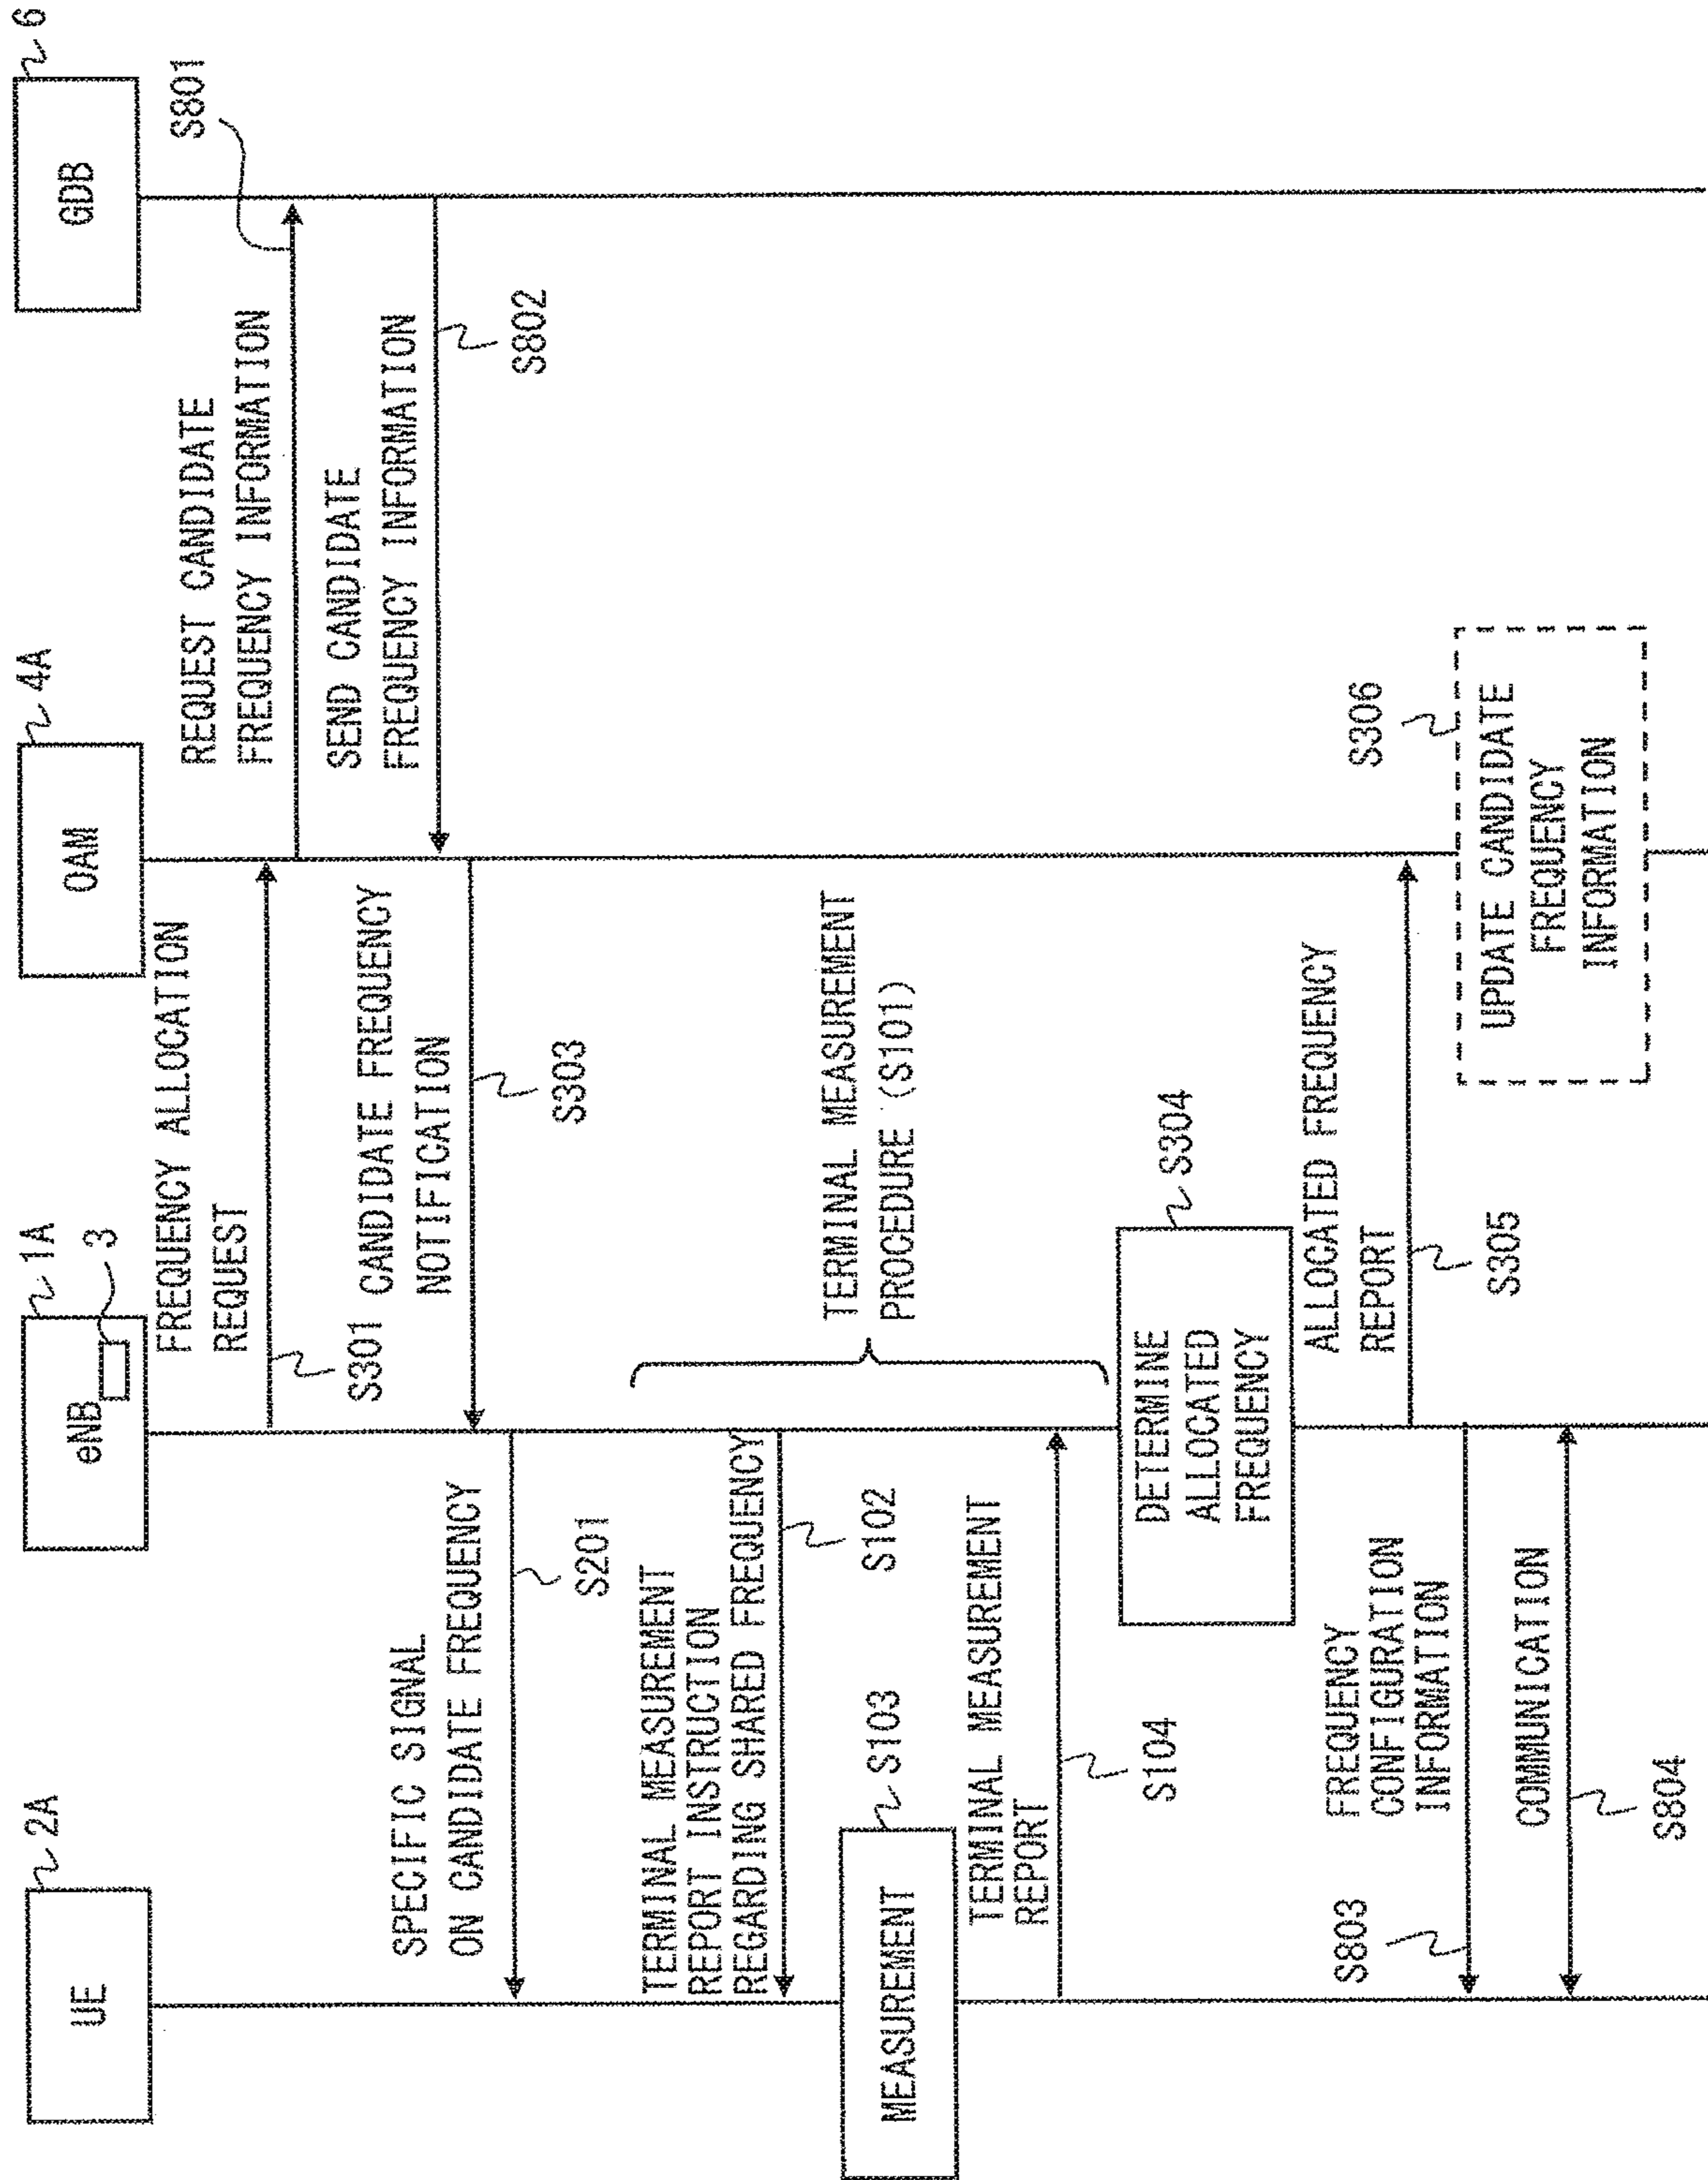 UE
2A
eNB
1A
3
OAM
4A
GDB
6
FREQUENCY ALLOCATION
REQUEST
S301
REQUEST CANDIDATE
FREQUENCY INFORMATION
S801
SEND CANDIDATE
FREQUENCY INFORMATION
S802
CANDIDATE FREQUENCY
NOTIFICATION
S303
SPECIFIC SIGNAL
ON CANDIDATE FREQUENCY
S201
TERMINAL MEASUREMENT
REPORT INSTRUCTION
REGARDING SHARED FREQUENCY
S102
TERMINAL MEASUREMENT
PROCEDURE (S101)
MEASUREMENT
S103
TERMINAL MEASUREMENT
REPORT
S104
DETERMINE
ALLOCATED
FREQUENCY
S304
ALLOCATED FREQUENCY
REPORT
S305
FREQUENCY
CONFIGURATION
INFORMATION
S803
UPDATE CANDIDATE
FREQUENCY
INFORMATION
S306
COMMUNICATION
S804